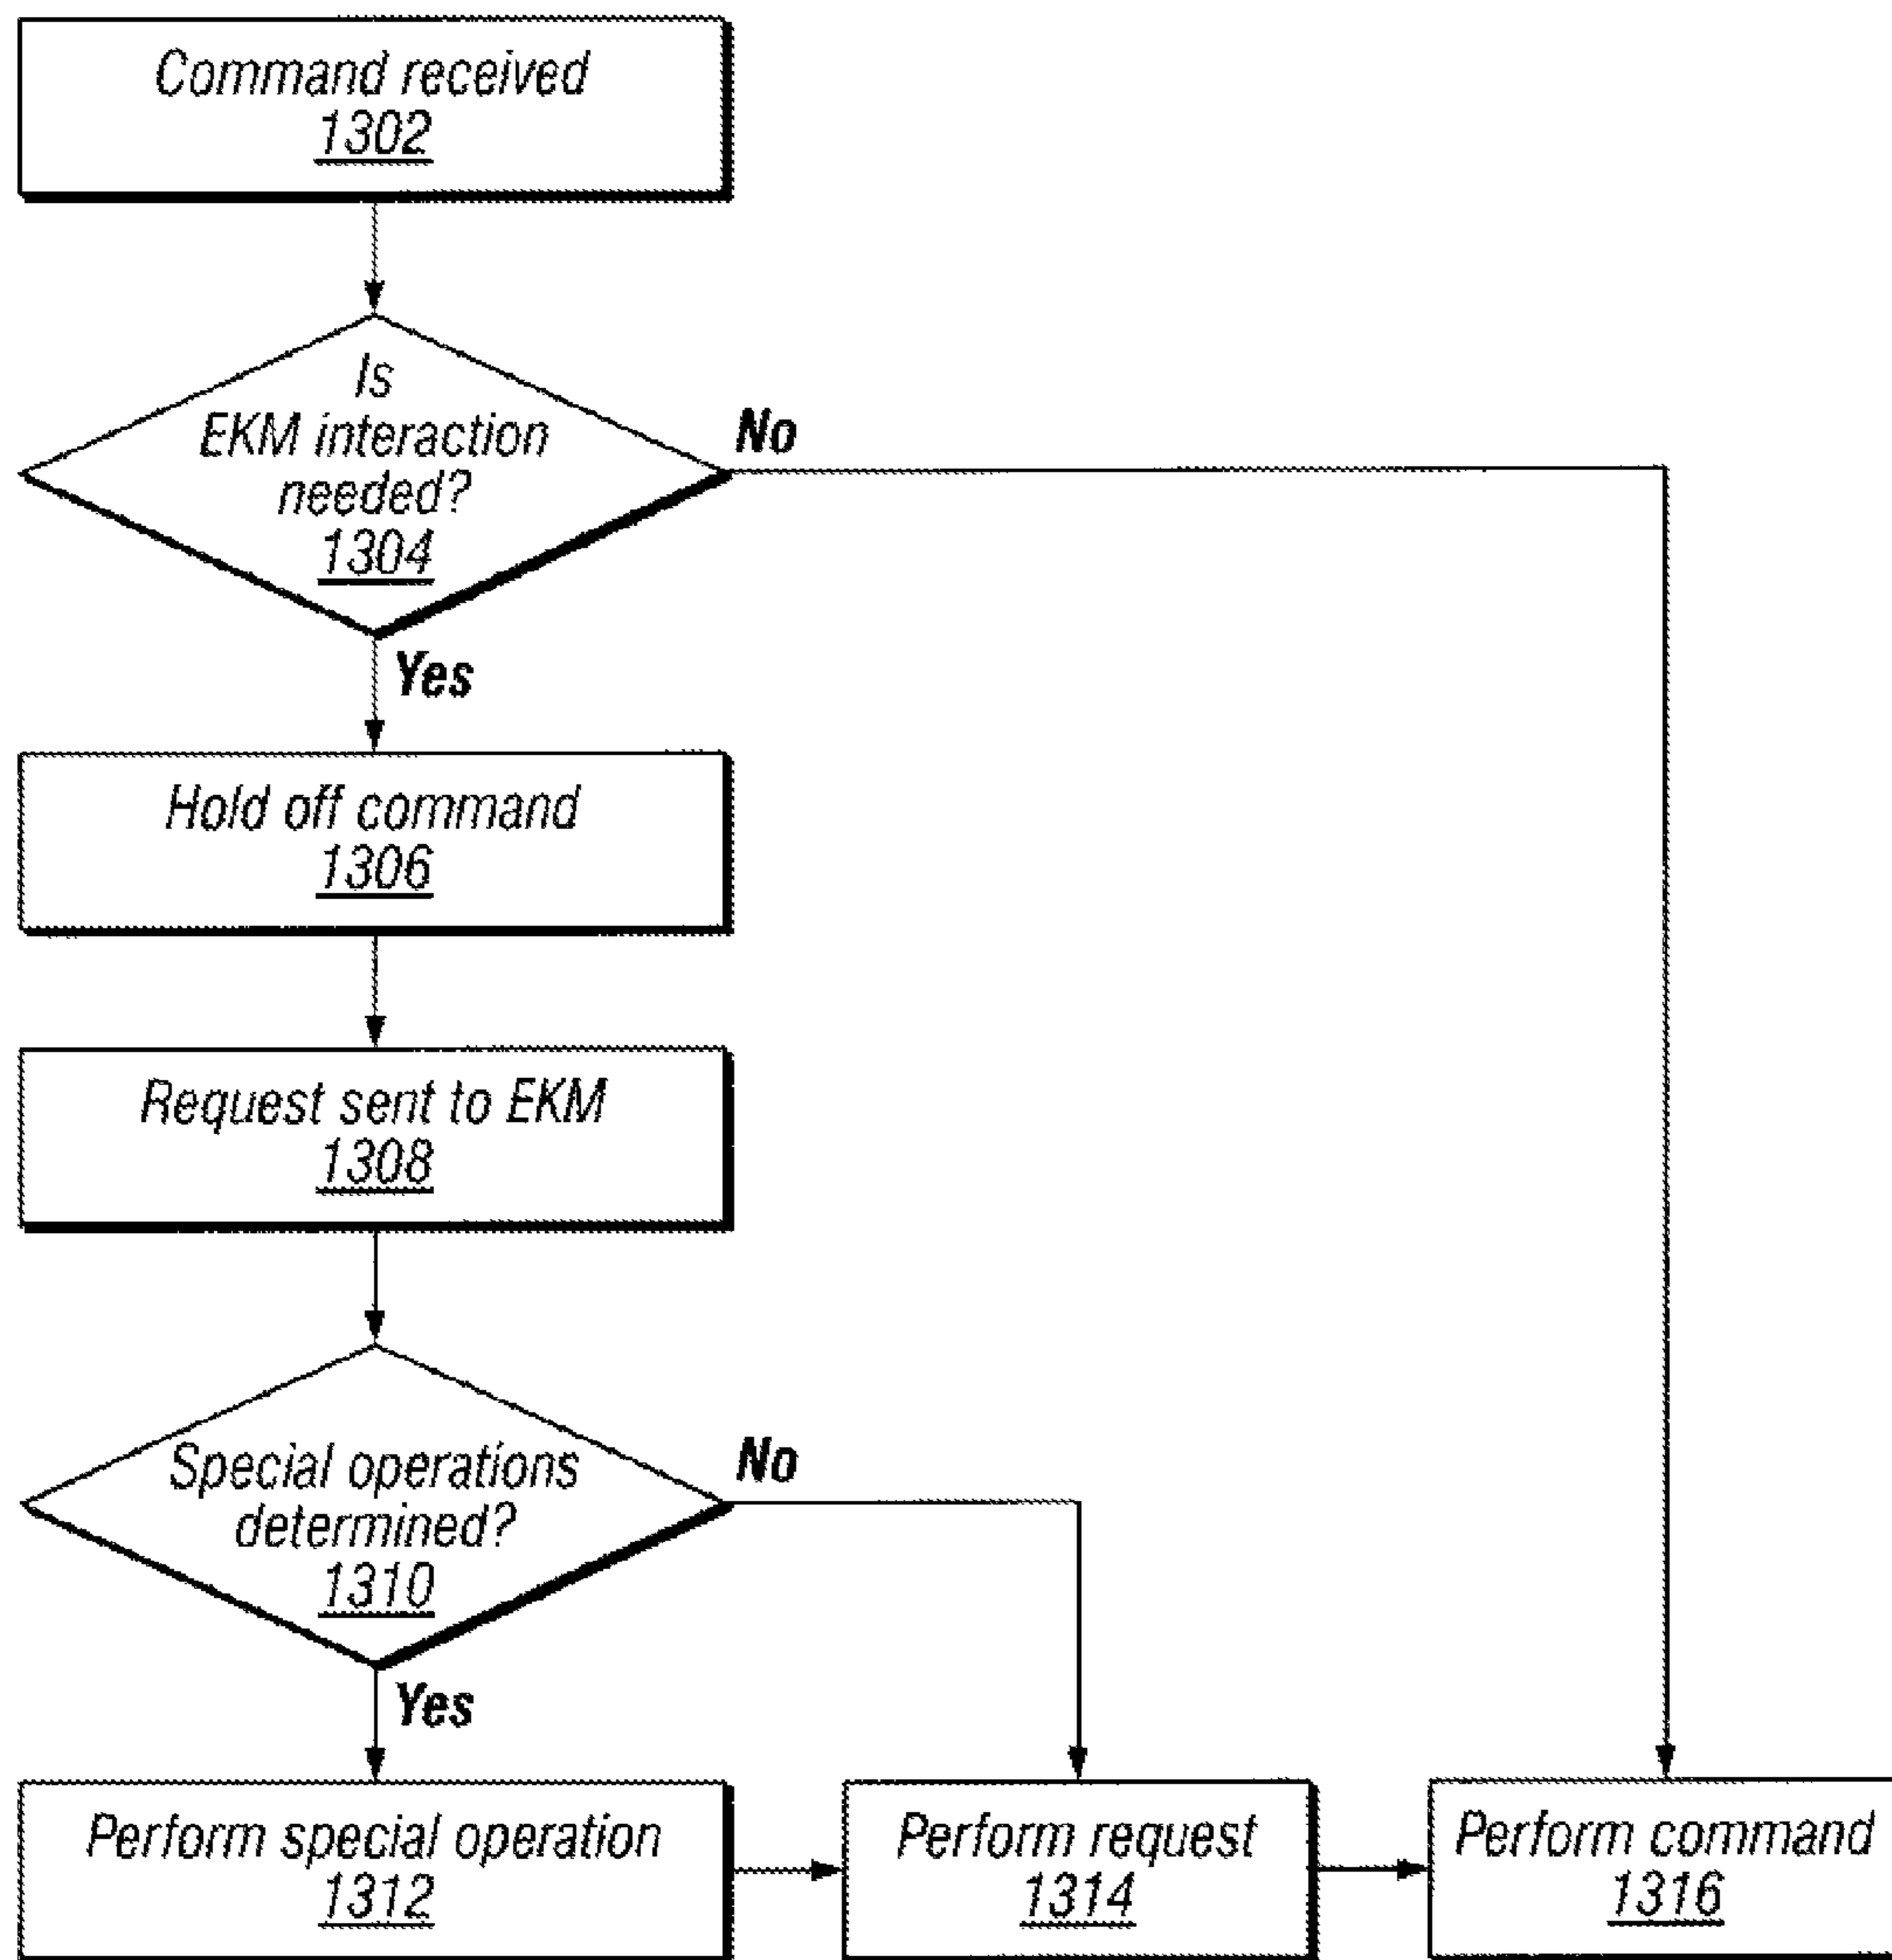 Command received
1302
Is
EKM interaction
needed?
1304
No
Yes
Hold off command
1306
Request sent to EKM
1308
Special operations
determined?
1310
No
Yes
Perform special operation
1312
Perform request
1314
Perform command
1316